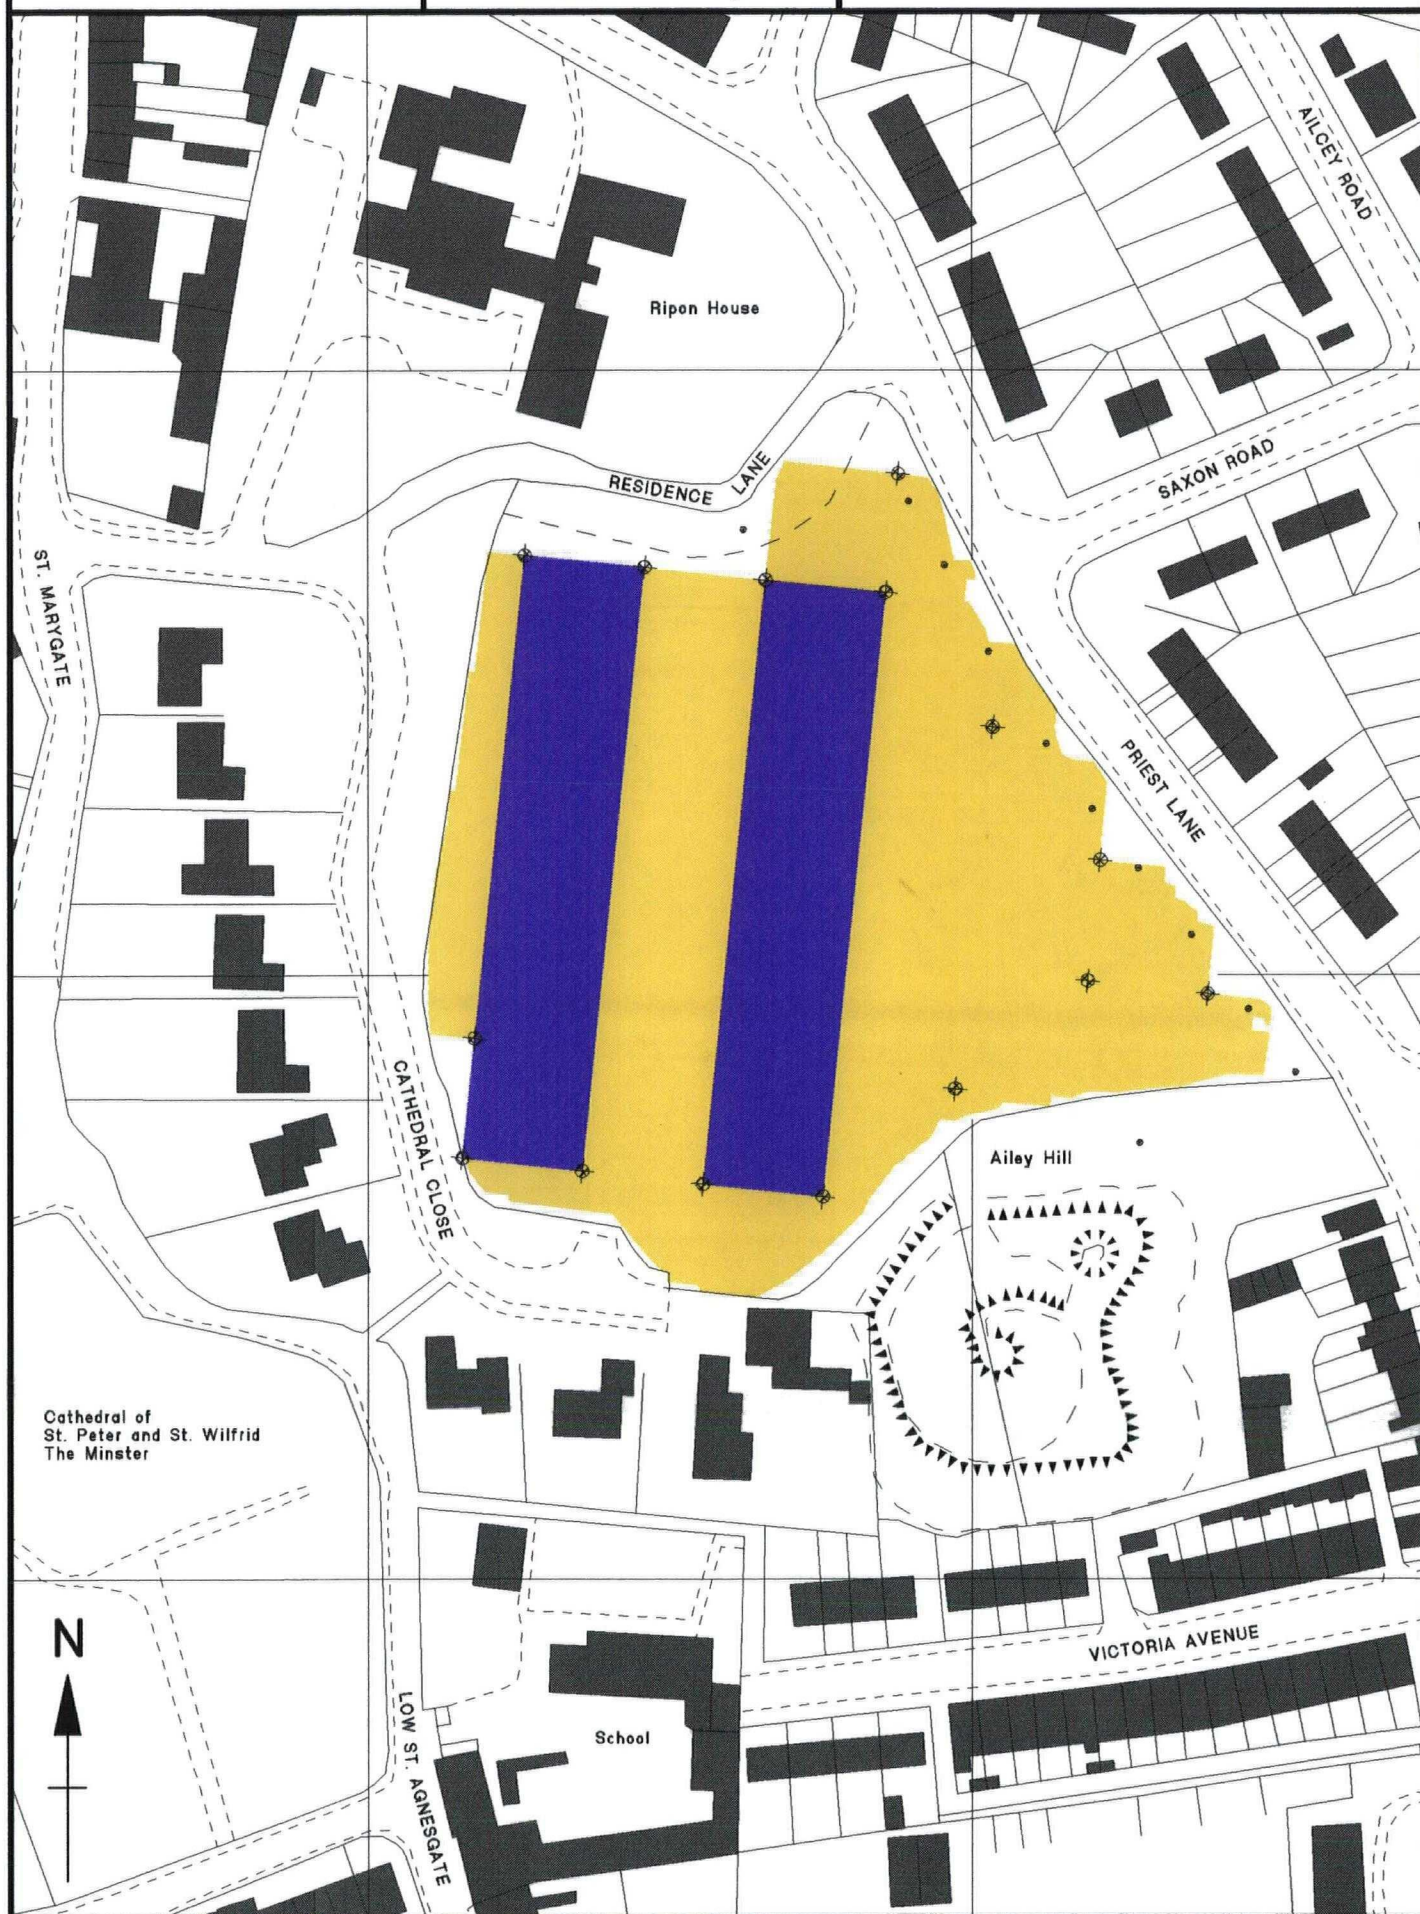 AILCEY ROAD
Ripon House
SAXON ROAD
RESIDENCE LANE
ST. MARYGATE
PRIEST LANE
CATHEDRAL CLOSE
Ailey Hill
Cathedral of
St. Peter and St. Wilfrid
The Minster
N
VICTORIA AVENUE
School
LOW ST. AGNESGATE